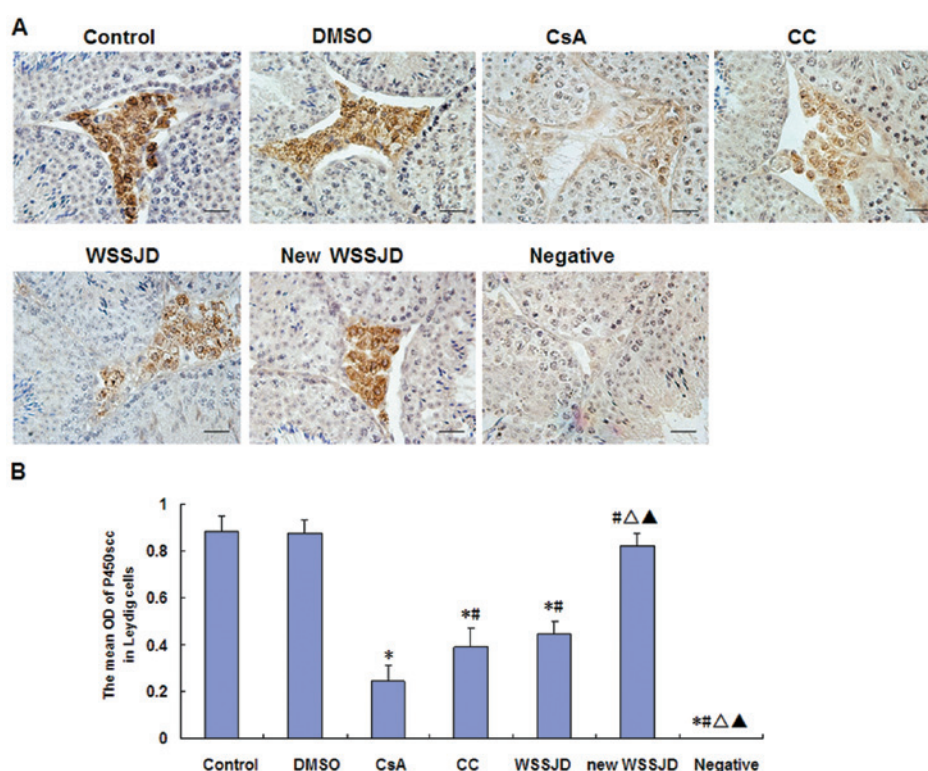 A
Control DMSO CsA CC
WSSJD New WSSJD Negative
B
The mean OD of P450scc
in Leydig cells
1
0.8
0.6
0.4
0.2
0
*
*#
*#
#△▲
*#△▲
Control DMSO CsA CC WSSJD new WSSJD Negative